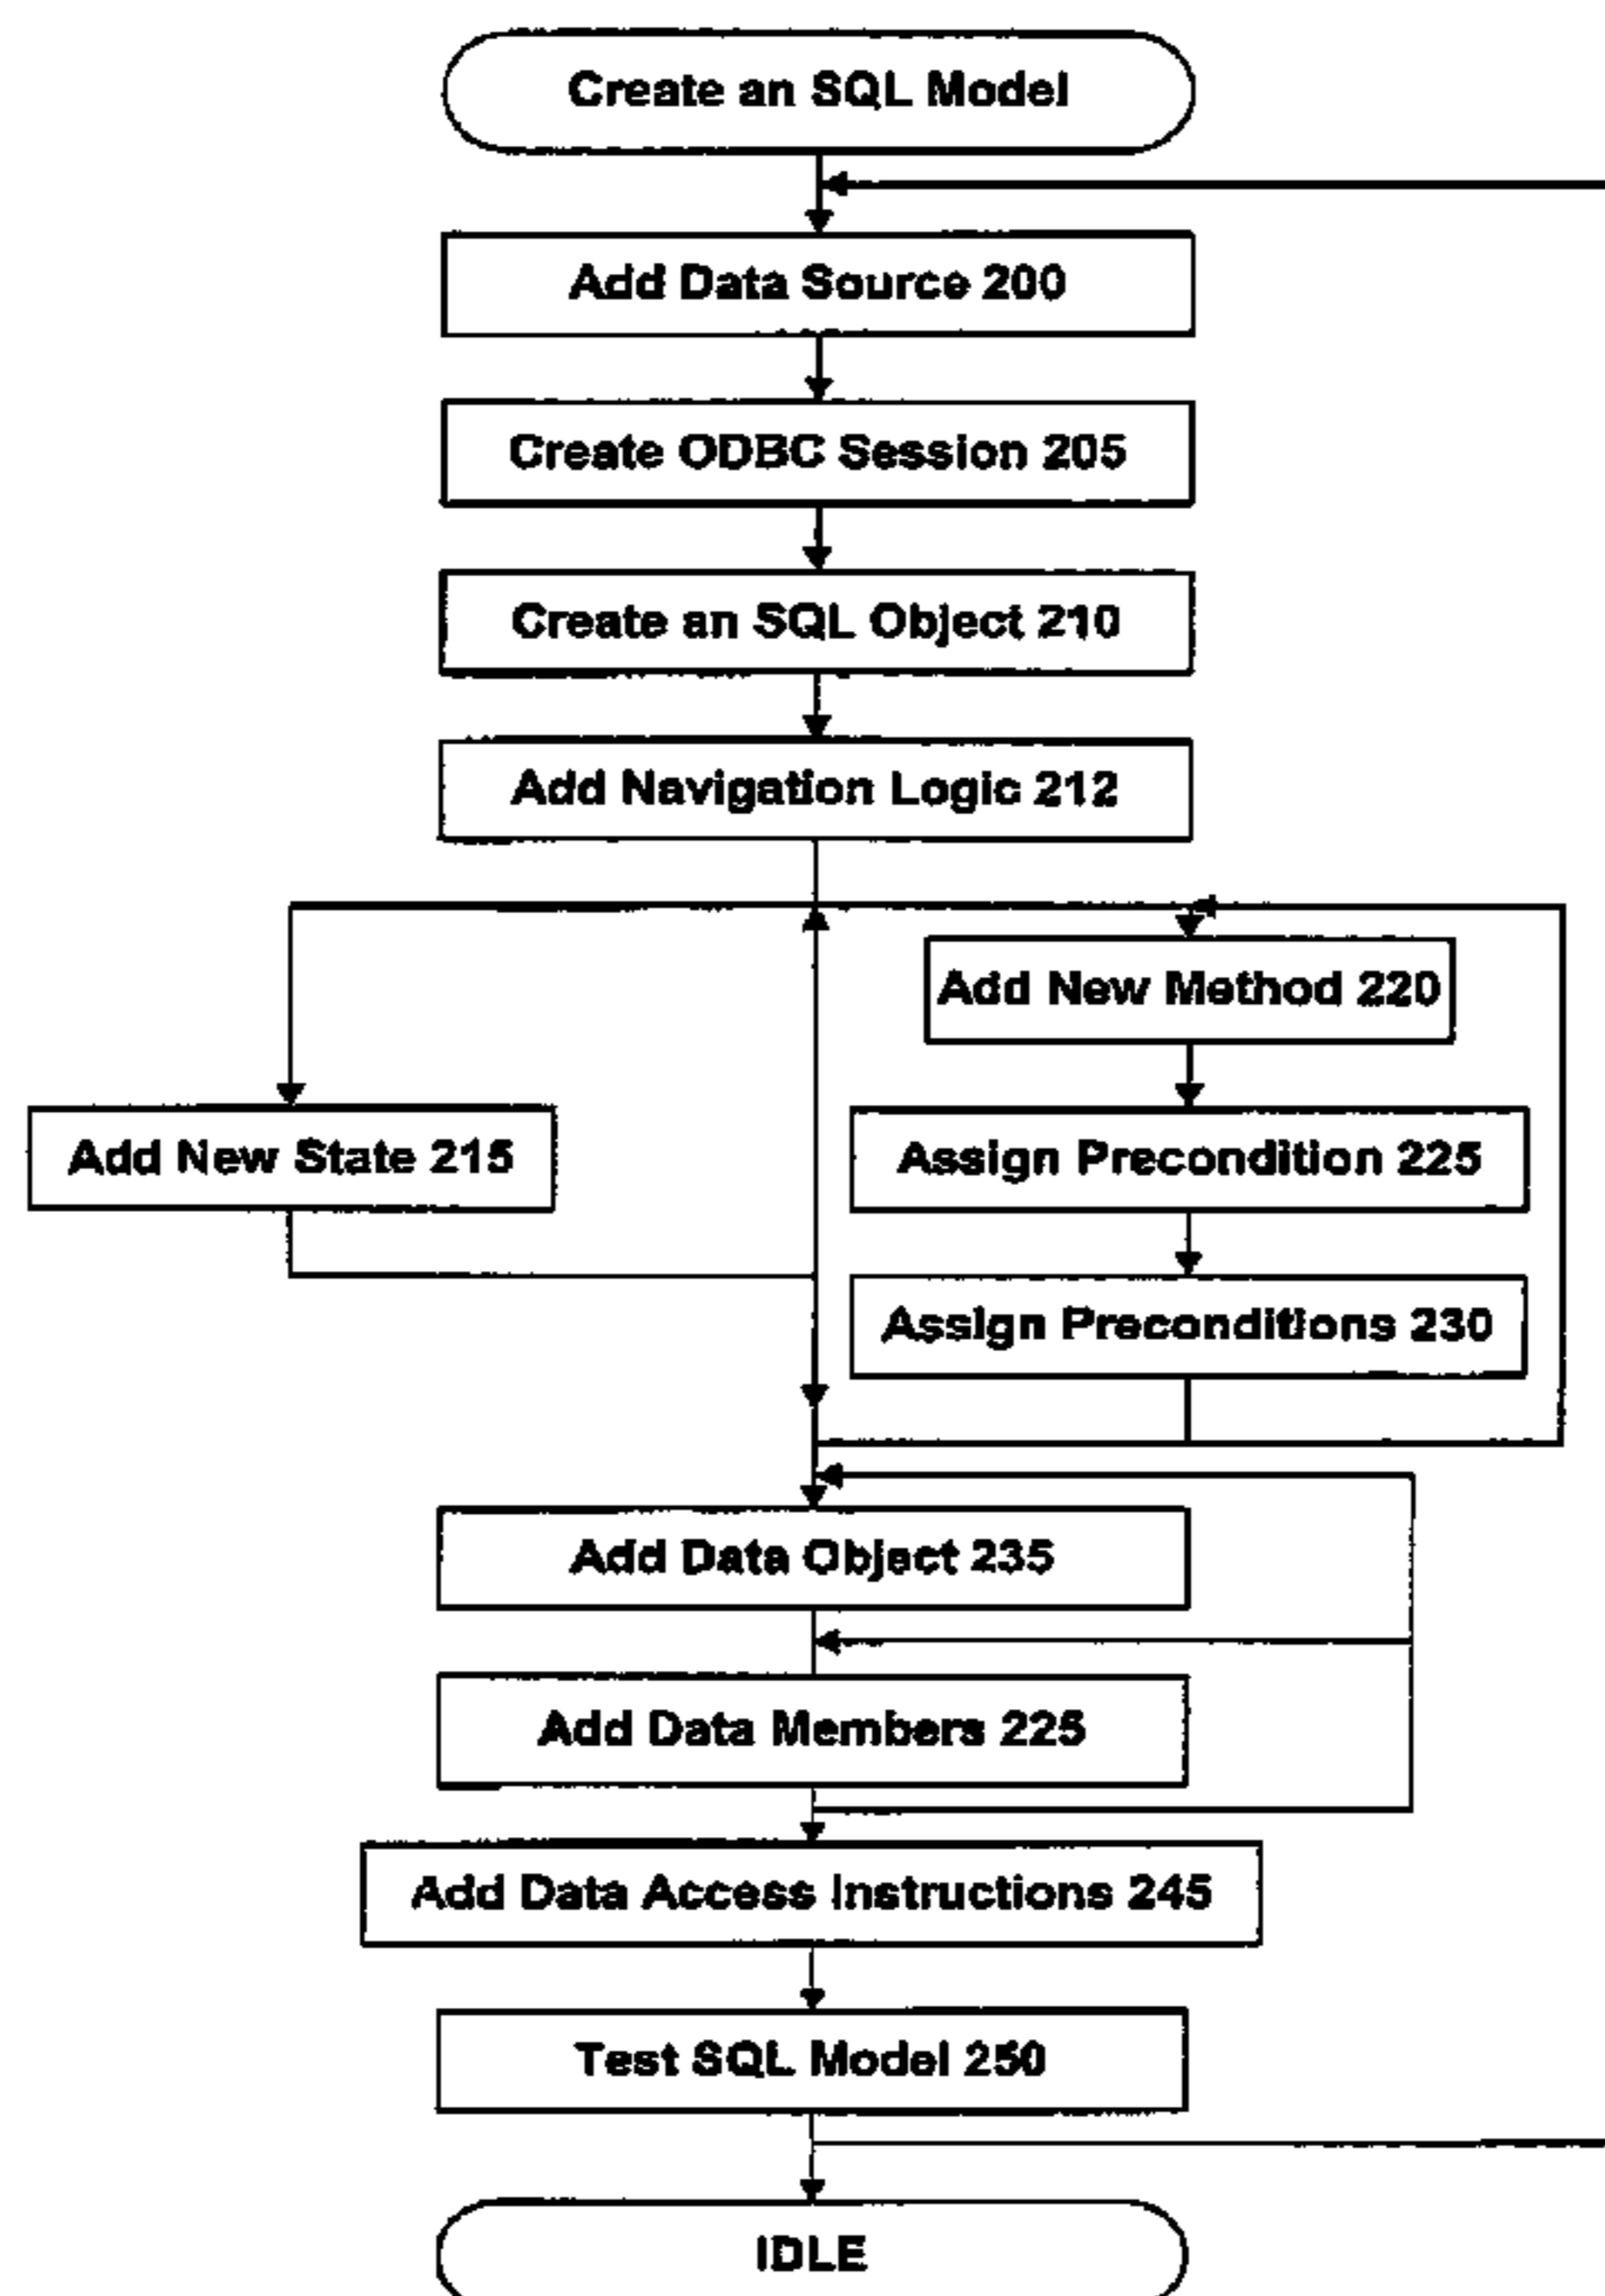 Create an SQL Model
Add Data Source 200
Create ODBC Session 205
Create an SQL Object 210
Add Navigation Logic 212
Add New Method 220
Add New State 215
Assign Precondition 225
Assign Preconditions 230
Add Data Object 235
Add Data Members 225
Add Data Access Instructions 245
Test SQL Model 250
IDLE